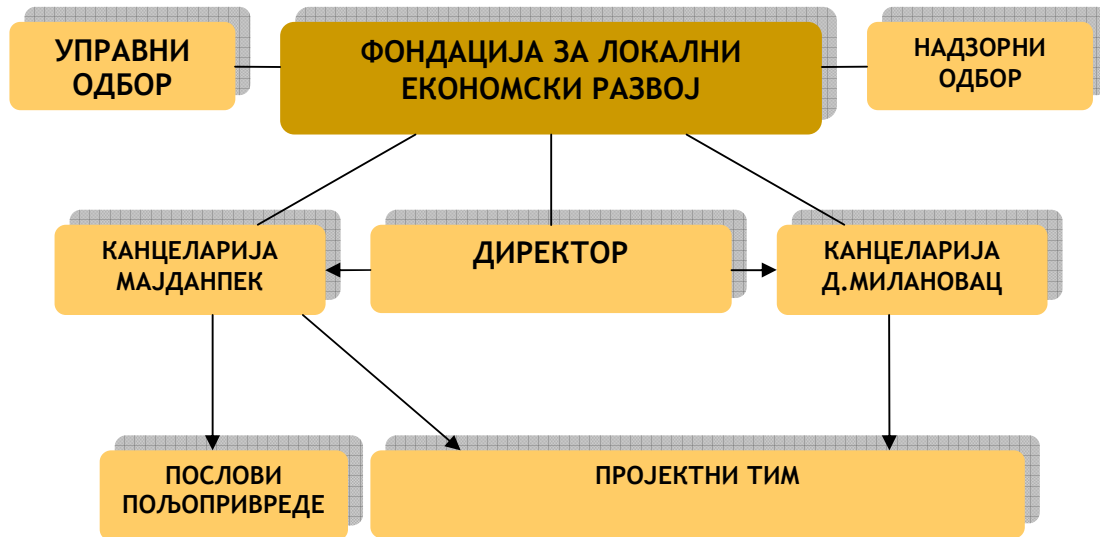 УПРАВНИ
ОДБОР
ФОНДАЦИЈА ЗА ЛОКАЛНИ
ЕКОНОМСКИ РАЗВОЈ
НАДЗОРНИ
ОДБОР
КАНЦЕЛАРИЈА
МАЈДАНПЕК
ДИРЕКТОР
КАНЦЕЛАРИЈА
Д.МИЛАНОВАЦ
ПОСЛОВИ
ПОЉОПРИВРЕДЕ
ПРОЈЕКТНИ ТИМ